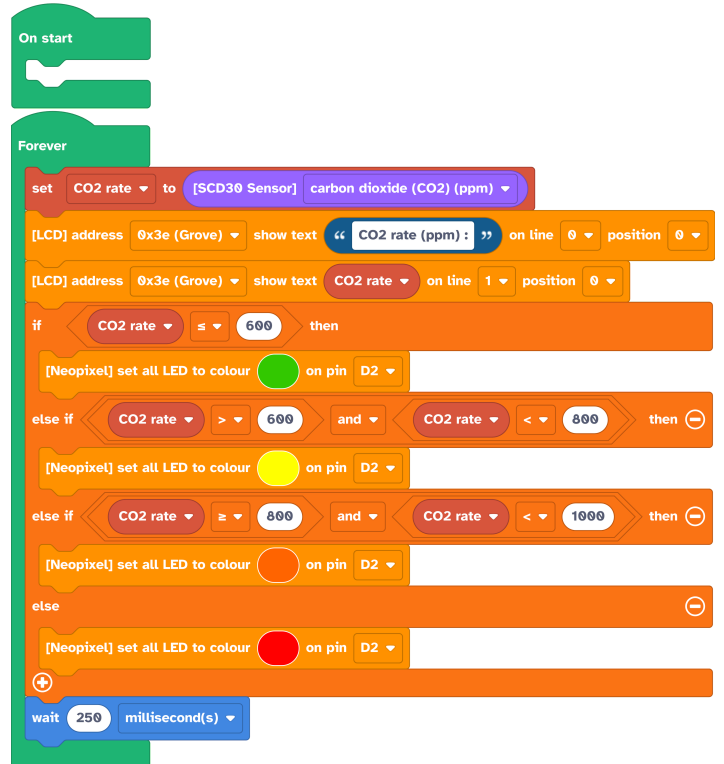 On start
Forever
set CO2 rate to [SCD30 Sensor] carbon dioxide (CO2) (ppm)
[LCD] address 0x3e (Grove) show text “ CO2 rate (ppm) : ” on line 0 position 0
[LCD] address 0x3e (Grove) show text CO2 rate on line 1 position 0
if CO2 rate ≤ 600 then
[Neopixel] set all LED to colour on pin D2
else if CO2 rate > 600 and CO2 rate < 800 then
[Neopixel] set all LED to colour on pin D2
else if CO2 rate ≥ 800 and CO2 rate < 1000 then
[Neopixel] set all LED to colour on pin D2
else
[Neopixel] set all LED to colour on pin D2
wait 250 millisecond(s)